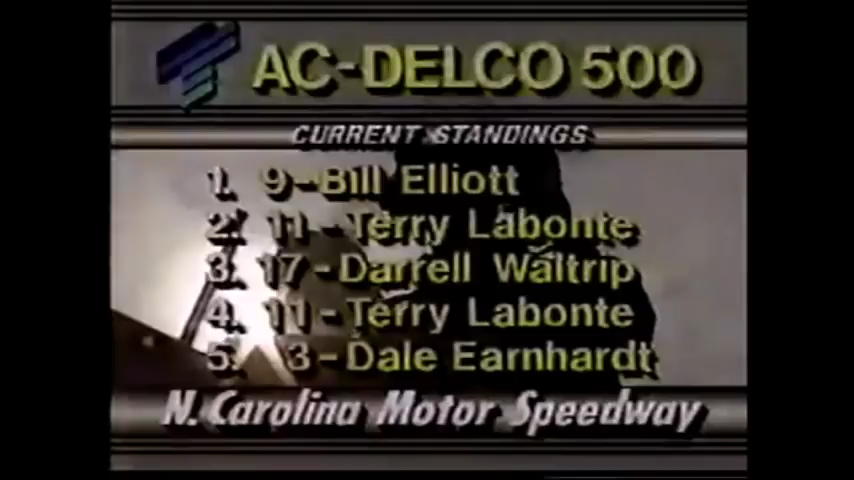 AC-DELCO 500
CURRENT STANDINGS
1. 9-Bill Elliott
2. 11-Terry Labonte
3. 17-Darrell Waltrip
4. 11-Terry Labonte
5. 3-Dale Earnhardt
N. Carolina Motor Speedway